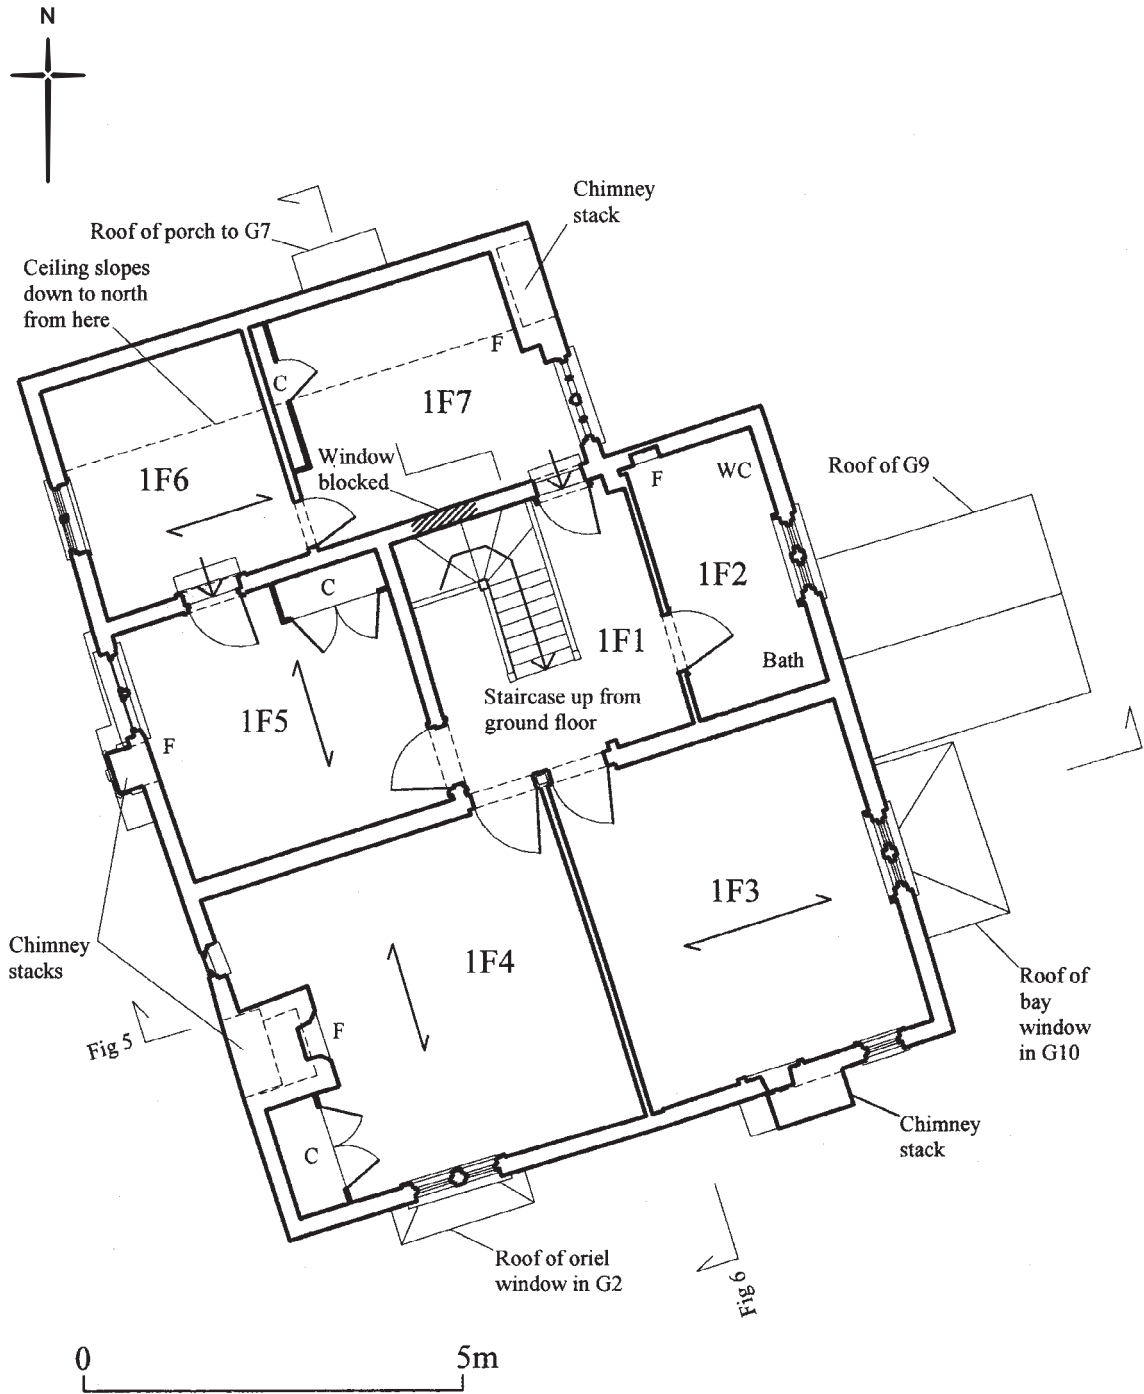 N
Chimney
stack
Roof of porch to G7
Ceiling slopes
down to north
from here
F
C
1F7
Window
blocked
1F6
F
WC
Roof of G9
C
1F2
1F1
Bath
Staircase up from
ground floor
1F5
F
1F3
Chimney
stacks
1F4
Roof of
bay
window
in G10
F
Fig 5
Chimney
stack
C
Roof of oriel
window in G2
Fig 6
0 5m